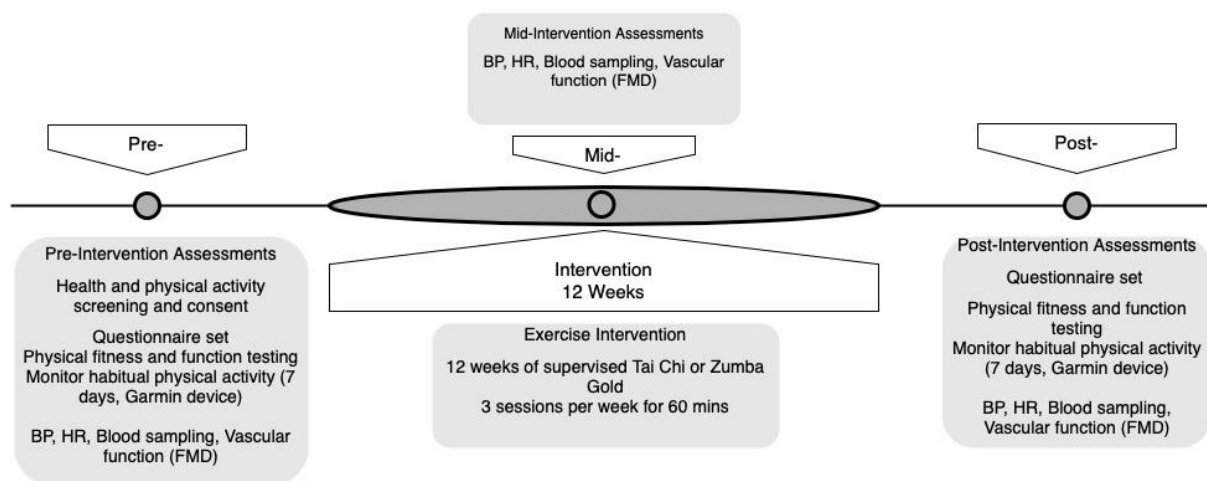 Mid-Intervention Assessments
BP, HR, Blood sampling, Vascular
function (FMD)
Pre-
Mid-
Post-
Pre-Intervention Assessments
Health and physical activity
screening and consent
Questionnaire set
Physical fitness and function testing
Monitor habitual physical activity (7
days, Garmin device)
BP, HR, Blood sampling, Vascular
function (FMD)
Intervention
12 Weeks
Exercise Intervention
12 weeks of supervised Tai Chi or Zumba
Gold
3 sessions per week for 60 mins
Post-Intervention Assessments
Questionnaire set
Physical fitness and function
testing
Monitor habitual physical activity
(7 days, Garmin device)
BP, HR, Blood sampling,
Vascular function (FMD)